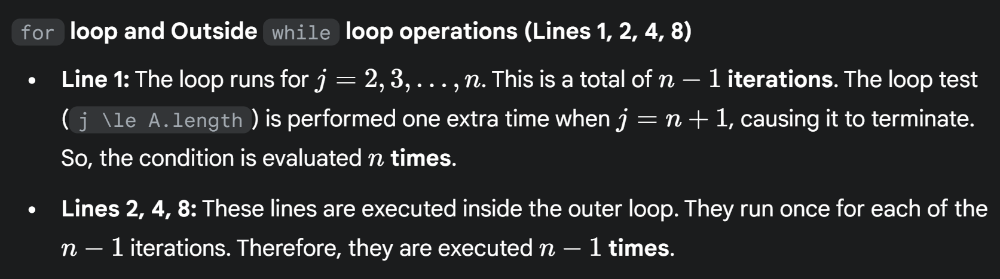 for loop and Outside while loop operations (Lines 1, 2, 4, 8)
• Line 1: The loop runs for j = 2, 3, . . . , n. This is a total of n − 1 iterations. The loop test
(j \le A.length) is performed one extra time when j = n + 1, causing it to terminate.
So, the condition is evaluated n times.
• Lines 2, 4, 8: These lines are executed inside the outer loop. They run once for each of the
n − 1 iterations. Therefore, they are executed n − 1 times.